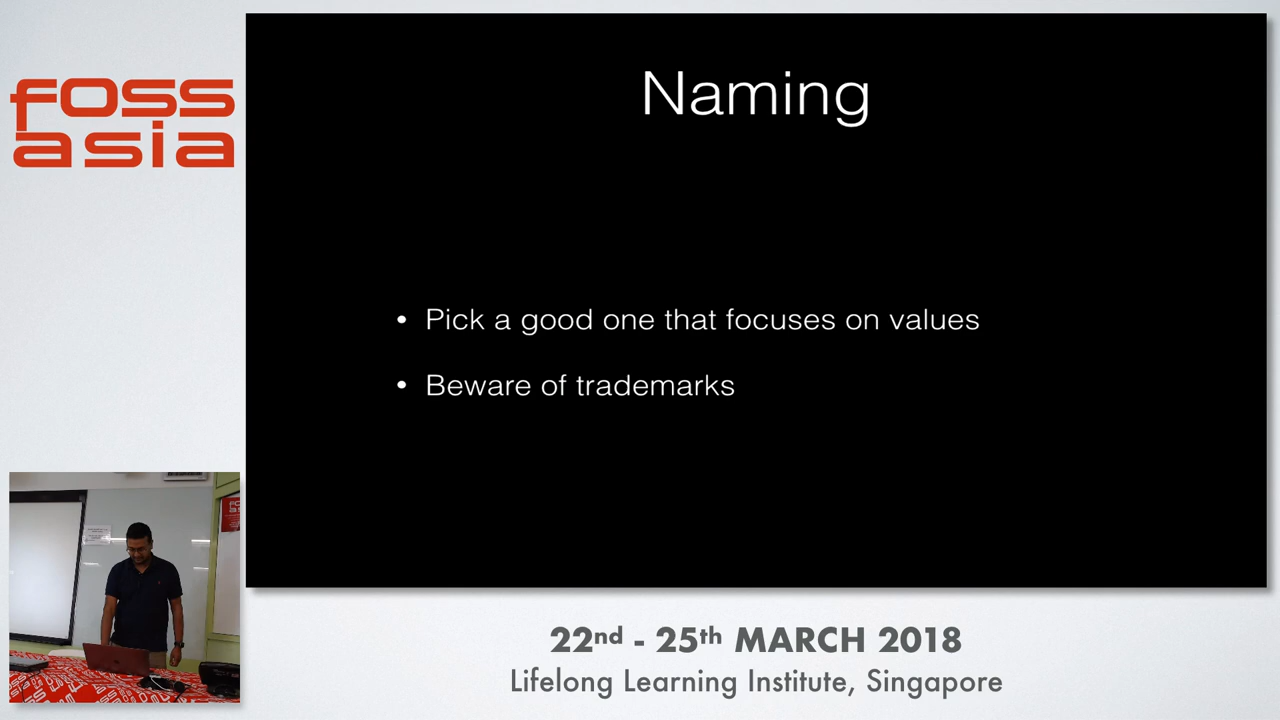 foss
asia
Naming
• Pick a good one that focuses on values
• Beware of trademarks
22nd - 25th MARCH 2018
Lifelong Learning Institute, Singapore